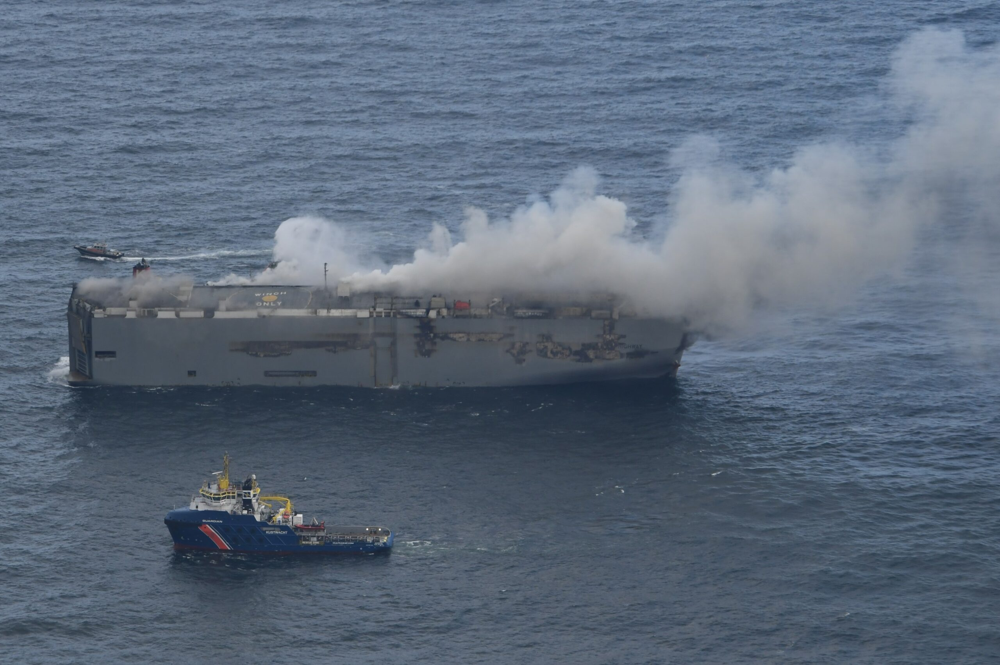 WINCH
ONLY
HIGHWAY
GUARDIAN
KUSTWACHT
RESCUE ZONE
MULTRASHIP.COM